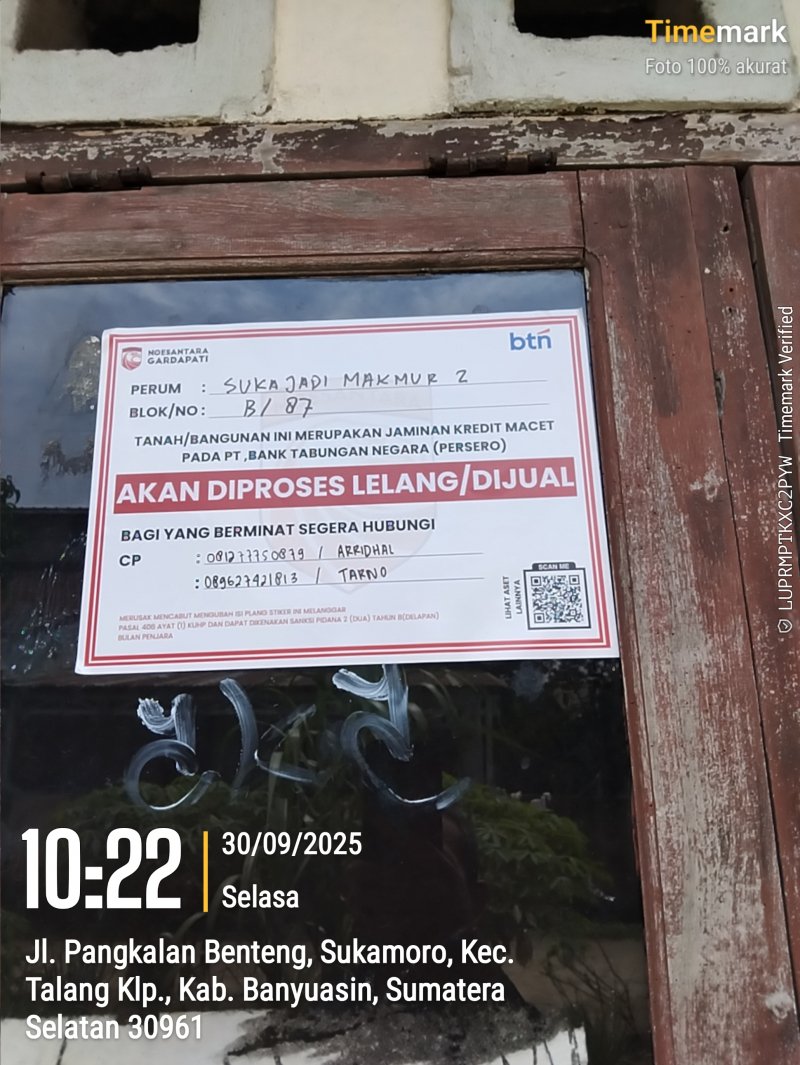 Timemark
Foto 100% akurat
NOESANTARA
GARDAPATI
btn
PERUM : SUKAJADI MAKMUR 2
BLOK/NO : B/ 87
TANAH/BANGUNAN INI MERUPAKAN JAMINAN KREDIT MACET
PADA PT ,BANK TABUNGAN NEGARA (PERSERO)
AKAN DIPROSES LELANG/DIJUAL
BAGI YANG BERMINAT SEGERA HUBUNGI
CP : 081277750879 / ARRIDHAL
: 089627421813 / TARNO
SCAN ME
LIHAT ASET
LAINNYA
MERUSAK MENCABUT MENGUBAH ISI PLANG STIKER INI MELANGGAR
PASAL 406 AYAT (1) KUHP DAN DAPAT DIKENAKAN SANKSI PIDANA 2 (DUA) TAHUN 8(DELAPAN)
BULAN PENJARA
10:22
30/09/2025
Selasa
Jl. Pangkalan Benteng, Sukamoro, Kec.
Talang Klp., Kab. Banyuasin, Sumatera
Selatan 30961
LUPRMPTKXC2PYW Timemark Verified